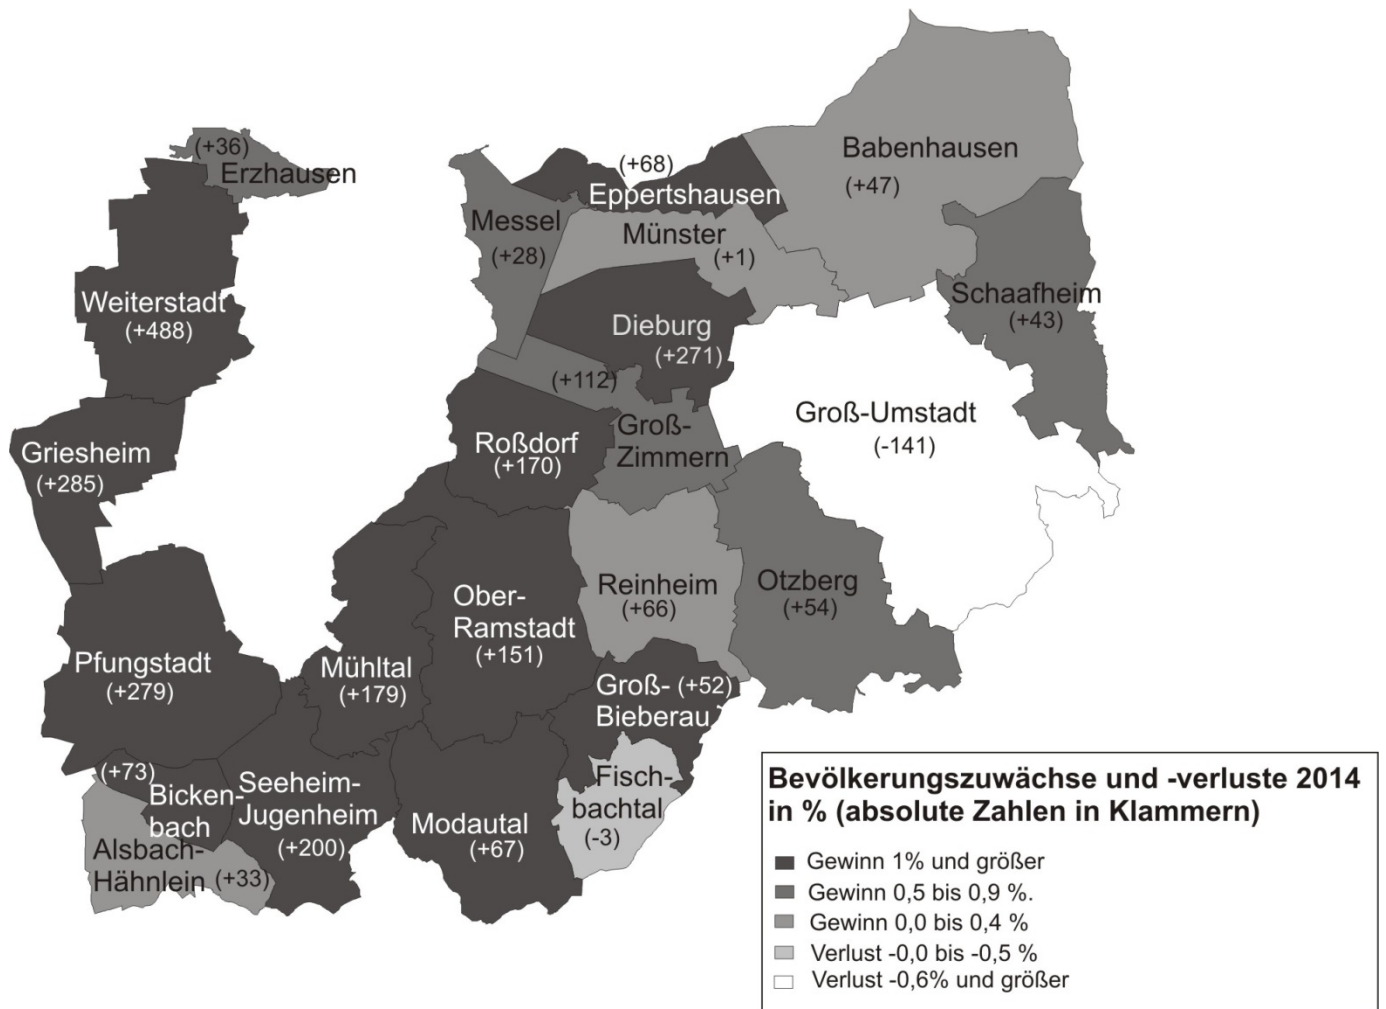 (+36)
Erzhausen
(+68)
Eppertshausen
Babenhausen
(+47)
Messel
(+28)
Münster
(+1)
Weiterstadt
(+488)
Schaafheim
(+43)
Dieburg
(+271)
(+112)
Groß-
Zimmern
Groß-Umstadt
(-141)
Griesheim
(+285)
Roßdorf
(+170)
Reinheim
(+66)
Otzberg
(+54)
Ober-
Ramstadt
(+151)
Pfungstadt
(+279)
Mühltal
(+179)
Groß- (+52)
Bieberau
(+73)
Bicken-
bach
Seeheim-
Jugenheim
(+200)
Modautal
(+67)
Fisch-
bachtal
(-3)
Alsbach-
Hähnlein (+33)
Bevölkerungszuwächse und -verluste 2014
in % (absolute Zahlen in Klammern)
Gewinn 1% und größer
Gewinn 0,5 bis 0,9 %.
Gewinn 0,0 bis 0,4 %
Verlust -0,0 bis -0,5 %
Verlust -0,6% und größer